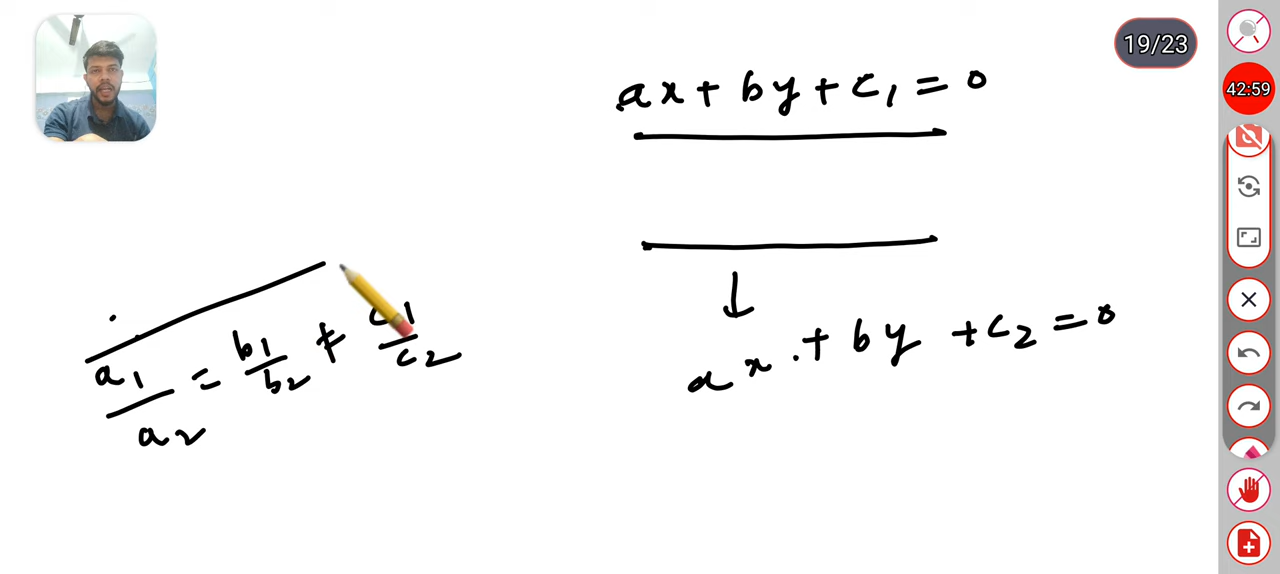 19/23
42:59
ax + by + c₁ = 0
a₁/a₂ = b₁/b₂ ≠ c₁/c₂
ax + by + c₂ = 0